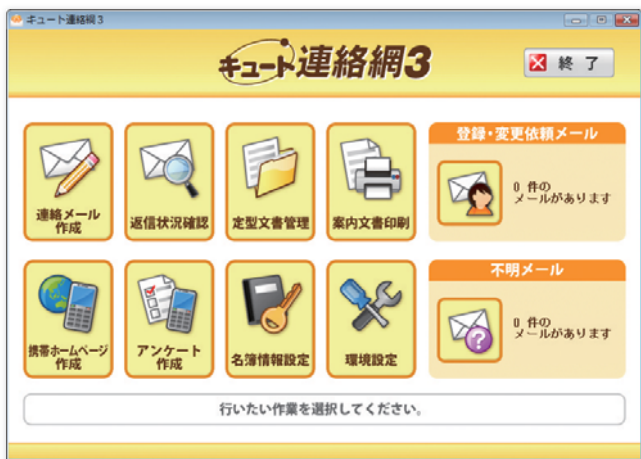 キュート連絡網3
キュート連絡網3
終了
連絡メール
作成
返信状況確認
定型文書管理
案内文書印刷
登録・変更依頼メール
0 件の
メールがあります
携帯ホームページ
作成
アンケート
作成
名簿情報設定
環境設定
不明メール
0 件の
メールがあります
行いたい作業を選択してください。